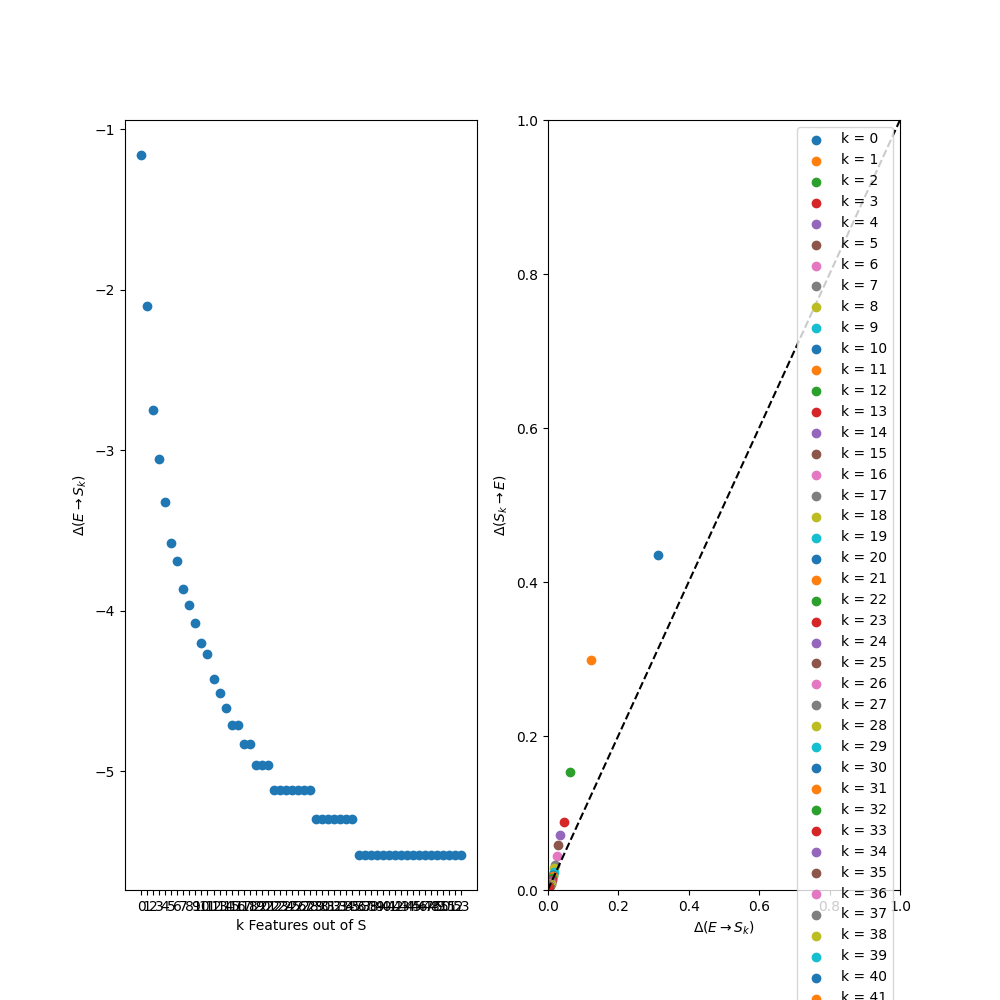 −1
−2
−3
−4
−5
Δ(E → S_k)
k Features out of S
1.0
0.8
0.6
0.4
0.2
0.0
Δ(S_k → E)
0.0
0.2
0.4
0.6
0.8
1.0
Δ(E → S_k)
k = 0
k = 1
k = 2
k = 3
k = 4
k = 5
k = 6
k = 7
k = 8
k = 9
k = 10
k = 11
k = 12
k = 13
k = 14
k = 15
k = 16
k = 17
k = 18
k = 19
k = 20
k = 21
k = 22
k = 23
k = 24
k = 25
k = 26
k = 27
k = 28
k = 29
k = 30
k = 31
k = 32
k = 33
k = 34
k = 35
k = 36
k = 37
k = 38
k = 39
k = 40
k = 41